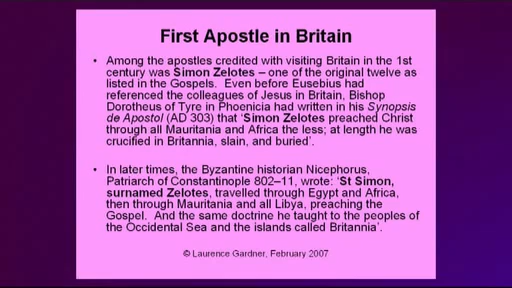 First Apostle in Britain
• Among the apostles credited with visiting Britain in the 1st
century was Simon Zelotes – one of the original twelve as
listed in the Gospels. Even before Eusebius had
referenced the colleagues of Jesus in Britain, Bishop
Dorotheus of Tyre in Phoenicia had written in his Synopsis
de Apostol (AD 303) that 'Simon Zelotes preached Christ
through all Mauritania and Africa the less; at length he was
crucified in Britannia, slain, and buried'.
• In later times, the Byzantine historian Nicephorus,
Patriarch of Constantinople 802–11, wrote: 'St Simon,
surnamed Zelotes, travelled through Egypt and Africa,
then through Mauritania and all Libya, preaching the
Gospel. And the same doctrine he taught to the peoples of
the Occidental Sea and the islands called Britannia'.
© Laurence Gardner, February 2007